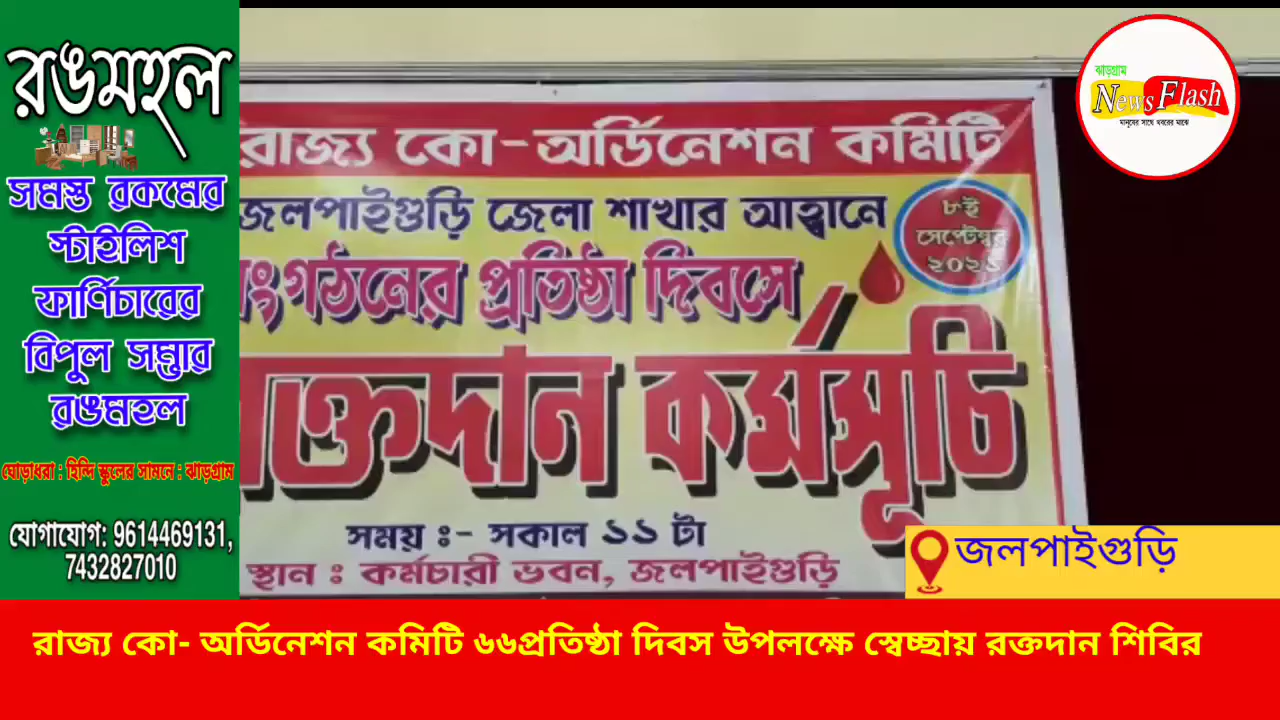 রঙমহল
সমস্ত রকমের
স্টাইলিশ
ফার্ণিচারের
বিপুল সম্ভার
রঙমহল
ঘোড়াধরা : হিন্দি স্কুলের সামনে : ঝাড়গ্রাম
যোগাযোগ: 9614469131,
7432827010
রাজ্য কো-অর্ডিনেশন কমিটি
জলপাইগুড়ি জেলা শাখার আহ্বানে
সংগঠনের প্রতিষ্ঠা দিবসে
৮ই
সেপ্টেম্বর
রক্তদান কর্মসূচি
সময় :- সকাল ১১ টা
স্থান : কর্মচারী ভবন, জলপাইগুড়ি
ঝাড়গ্রাম
News Flash
মানুষের সাথে খবরের মাঝে
জলপাইগুড়ি
রাজ্য কো- অর্ডিনেশন কমিটি ৬৬প্রতিষ্ঠা দিবস উপলক্ষে স্বেচ্ছায় রক্তদান শিবির